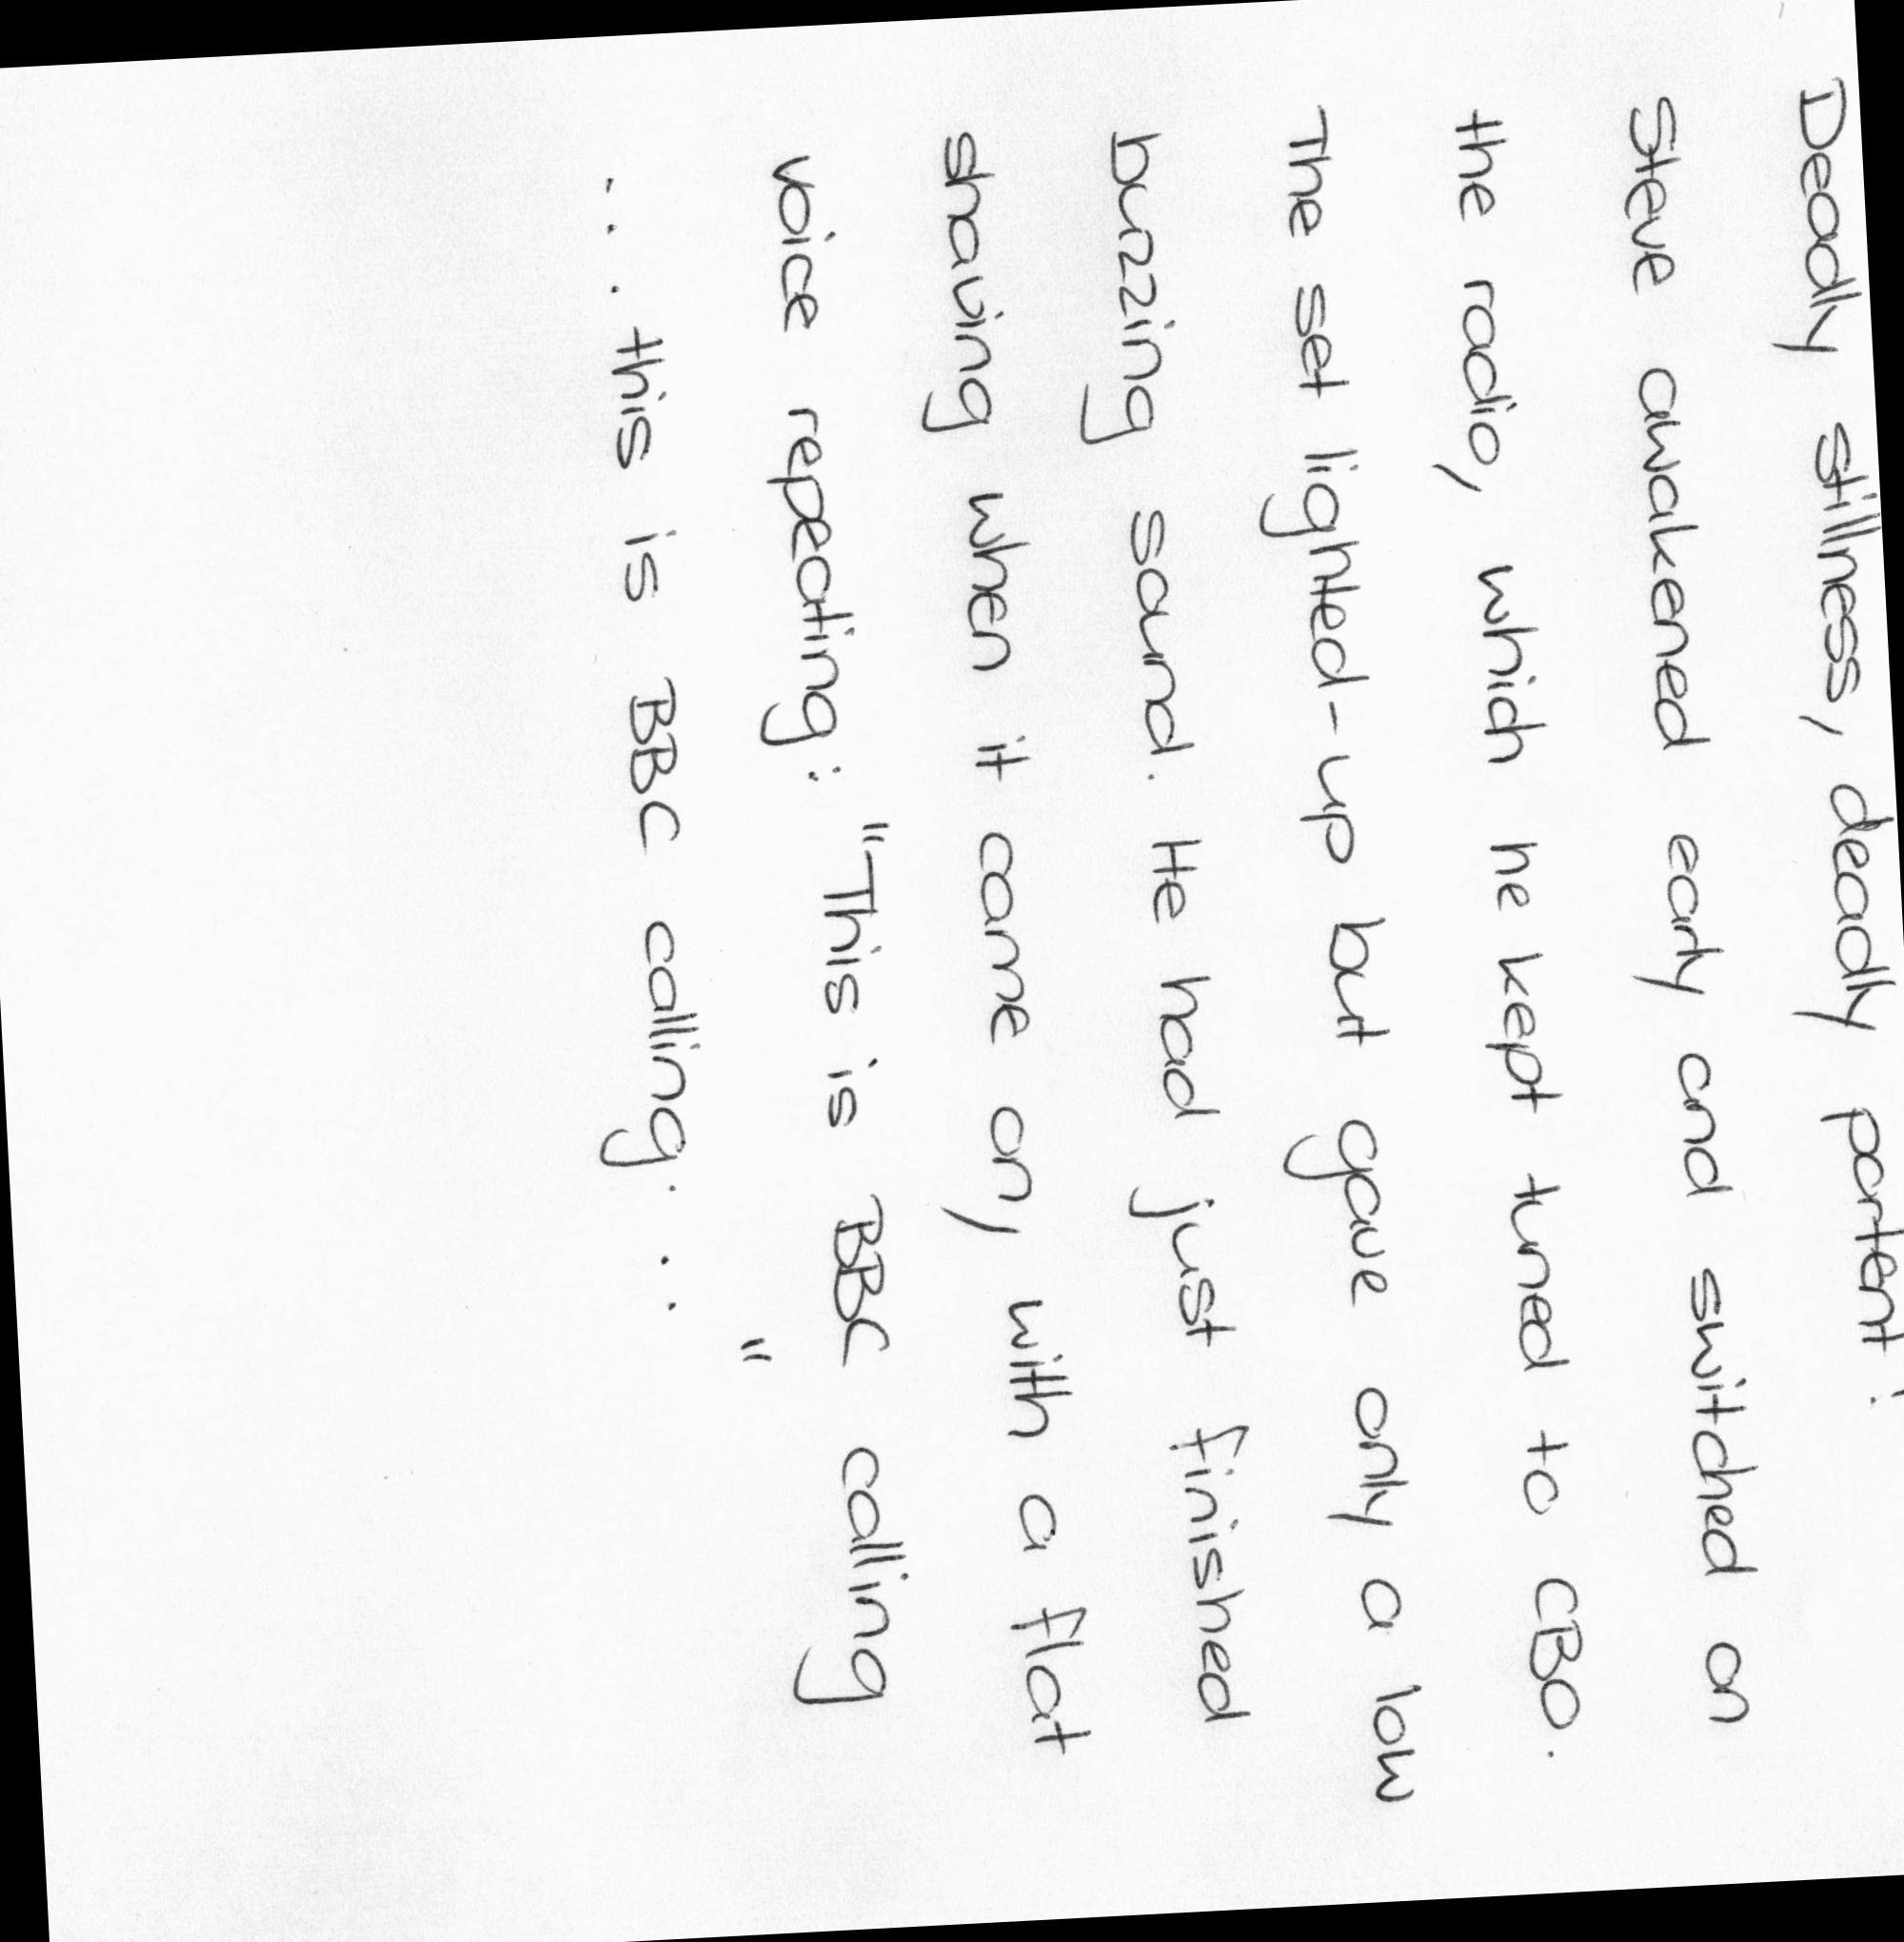 Deadly stillness, deadly portent!
Steve awakened early and switched on
the radio, which he kept tuned to CBO.
The set lighted-up but gave only a low
buzzing sound. He had just finished
shaving when it came on, with a flat
voice repeating: "This is BBC calling
... this is BBC calling... "